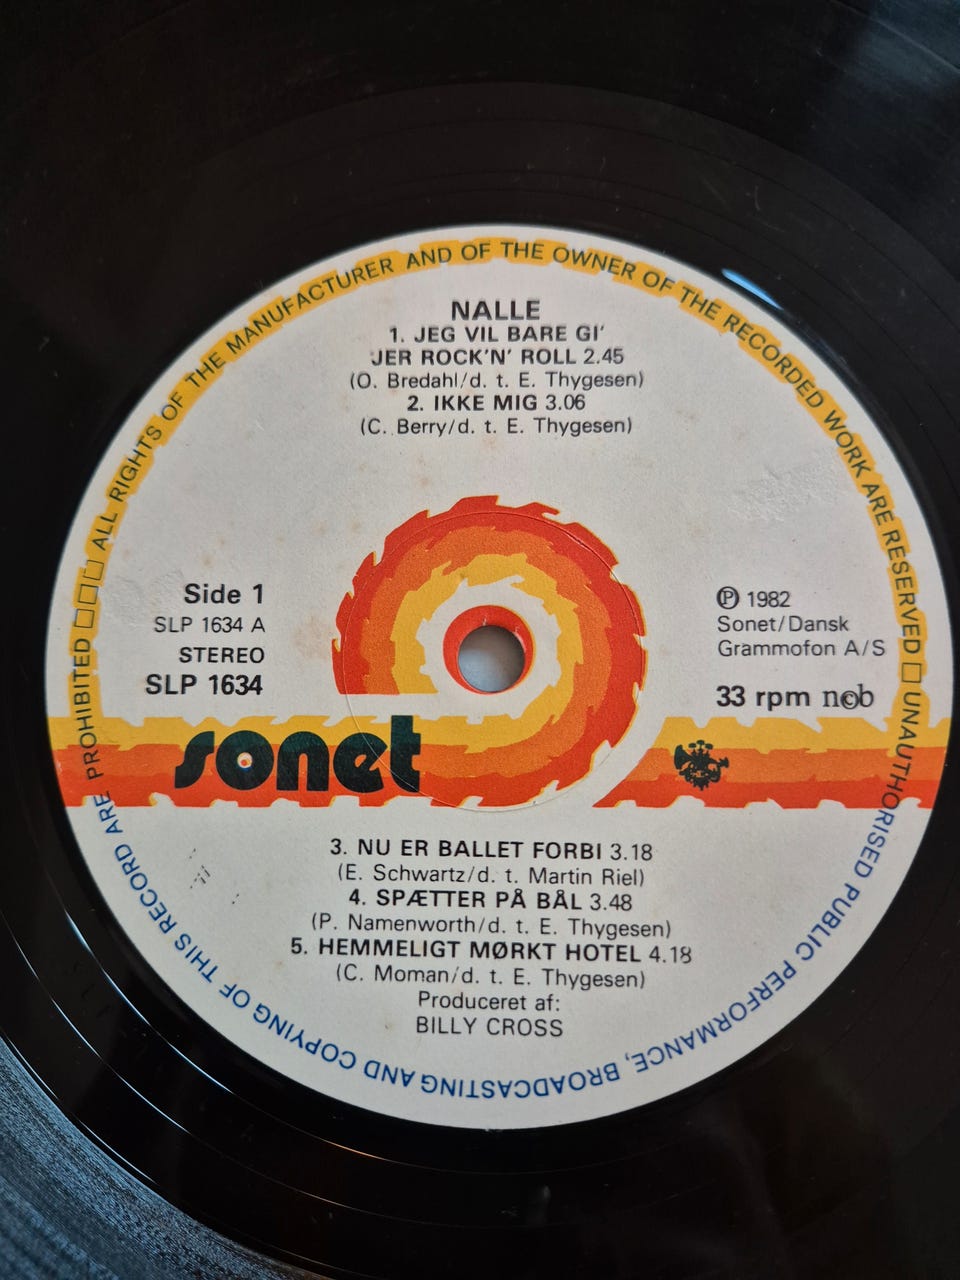 NALLE
1. JEG VIL BARE GI'
JER ROCK'N' ROLL 2.45
(O. Bredahl/d. t. E. Thygesen)
2. IKKE MIG 3.06
(C. Berry/d. t. E. Thygesen)
Side 1
SLP 1634 A
STEREO
SLP 1634
℗ 1982
Sonet/Dansk
Grammofon A/S
33 rpm n©b
sonet
3. NU ER BALLET FORBI 3.18
(E. Schwartz/d. t. Martin Riel)
4. SPÆTTER PÅ BÅL 3.48
(P. Namenworth/d. t. E. Thygesen)
5. HEMMELIGT MØRKT HOTEL 4.18
(C. Moman/d. t. E. Thygesen)
Produceret af:
BILLY CROSS
ALL RIGHTS OF THE MANUFACTURER AND OF THE OWNER OF THE RECORDED WORK ARE RESERVED □ UNAUTHORISED PUBLIC PERFORMANCE, BROADCASTING AND COPYING OF THIS RECORD ARE PROHIBITED □□□